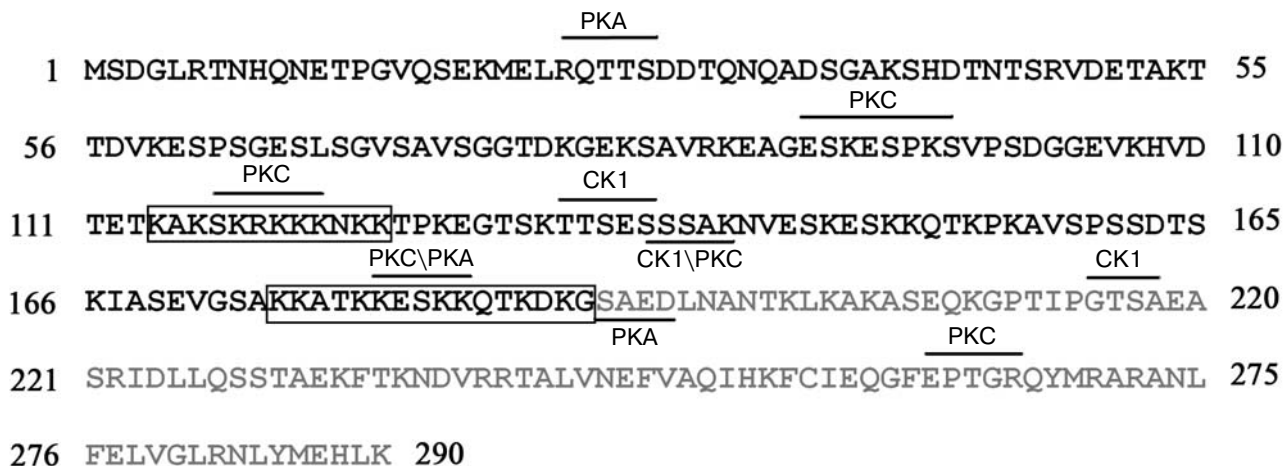 PKA
1 MSDGLRTNHQNETPGVQSEKMELRQTTSDDTQNQADSGAKSHDTNTSRVDETAKT 55
PKC
56 TDVKESPSGESLSGVSAVSGGTDKGEKSAVRKEAGESKESPKSVPSDGGEVKHVD 110
PKC CK1
111 TETKAKSKRKKKNKKTPKEGTSKTTSESSSAKNVESKESKKQTKPKAVSPSSDTS 165
PKC\PKA CK1\PKC CK1
166 KIASEVGSAKKATKKESKKQTKDKGSAEDLNANTKLKAKASEQKGPTIPGTSAEA 220
PKA PKC
221 SRIDLLQSSTAEKFTKNDVRRTALVNEFVAQIHKFCIEQGFEPTGRQYMRARANL 275
276 FELVGLRNLYMEHLK 290